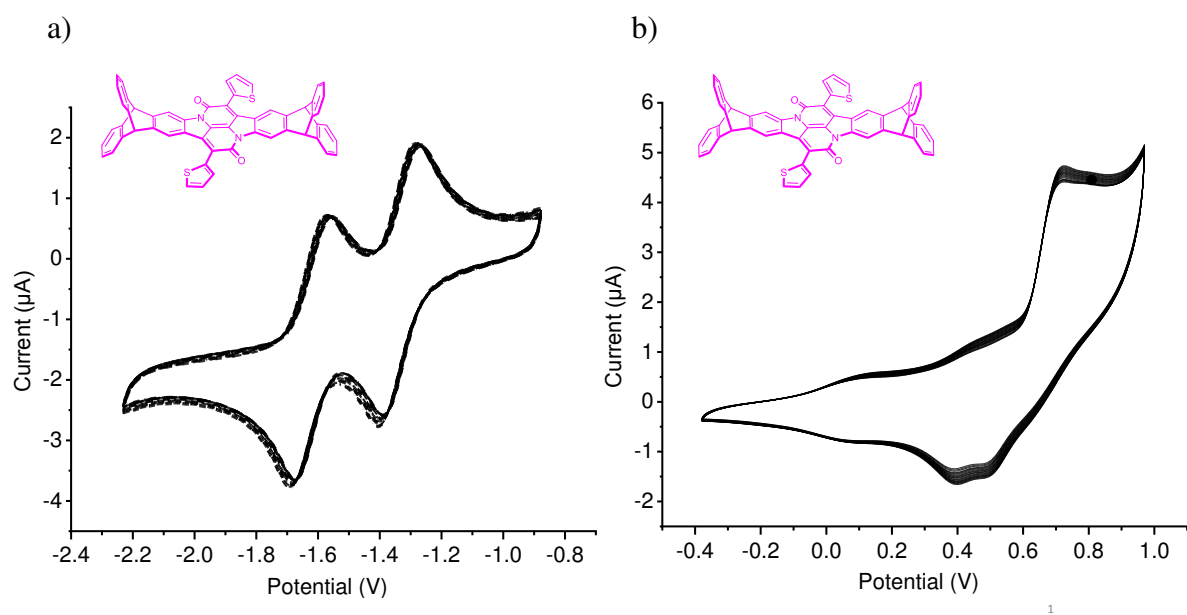 a)
b)
S
O
N
N
O
S
S
O
N
N
O
S
2
1
0
-1
-2
-3
-4
Current (µA)
-2.4 -2.2 -2.0 -1.8 -1.6 -1.4 -1.2 -1.0 -0.8
Potential (V)
6
5
4
3
2
1
0
-1
-2
Current (µA)
-0.4 -0.2 0.0 0.2 0.4 0.6 0.8 1.0
Potential (V)
1